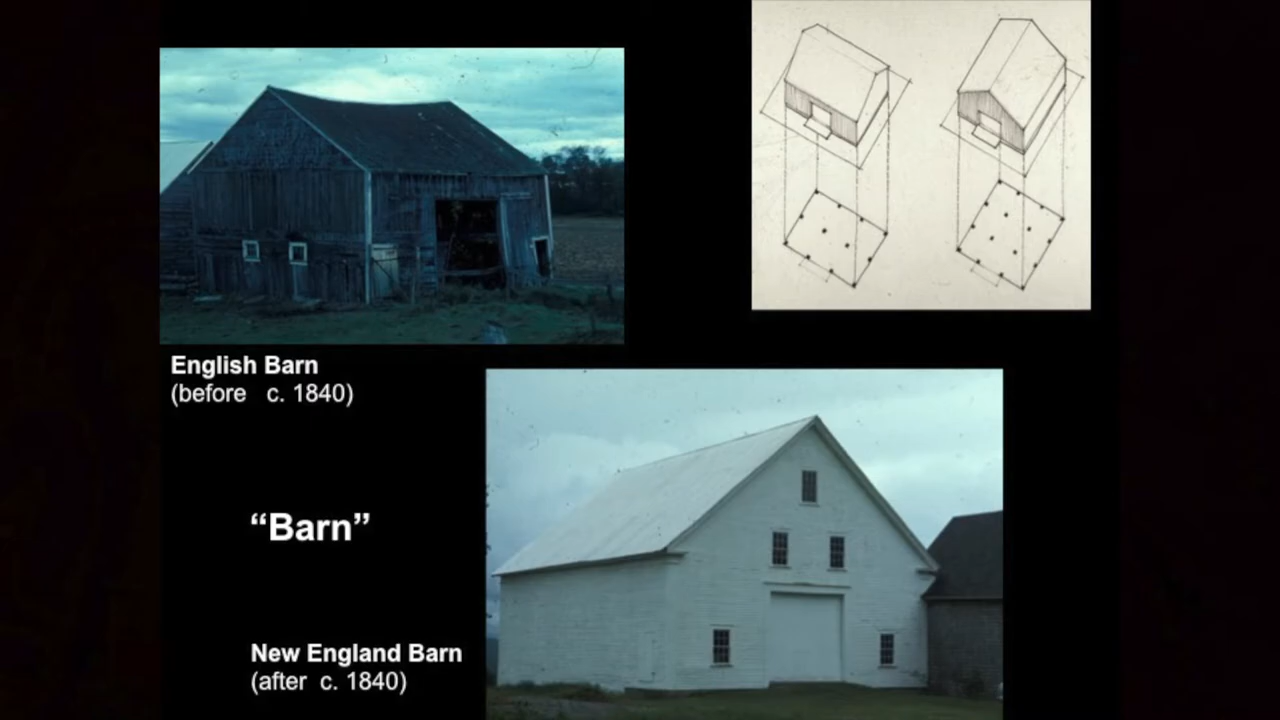 English Barn
(before c. 1840)
“Barn”
New England Barn
(after c. 1840)